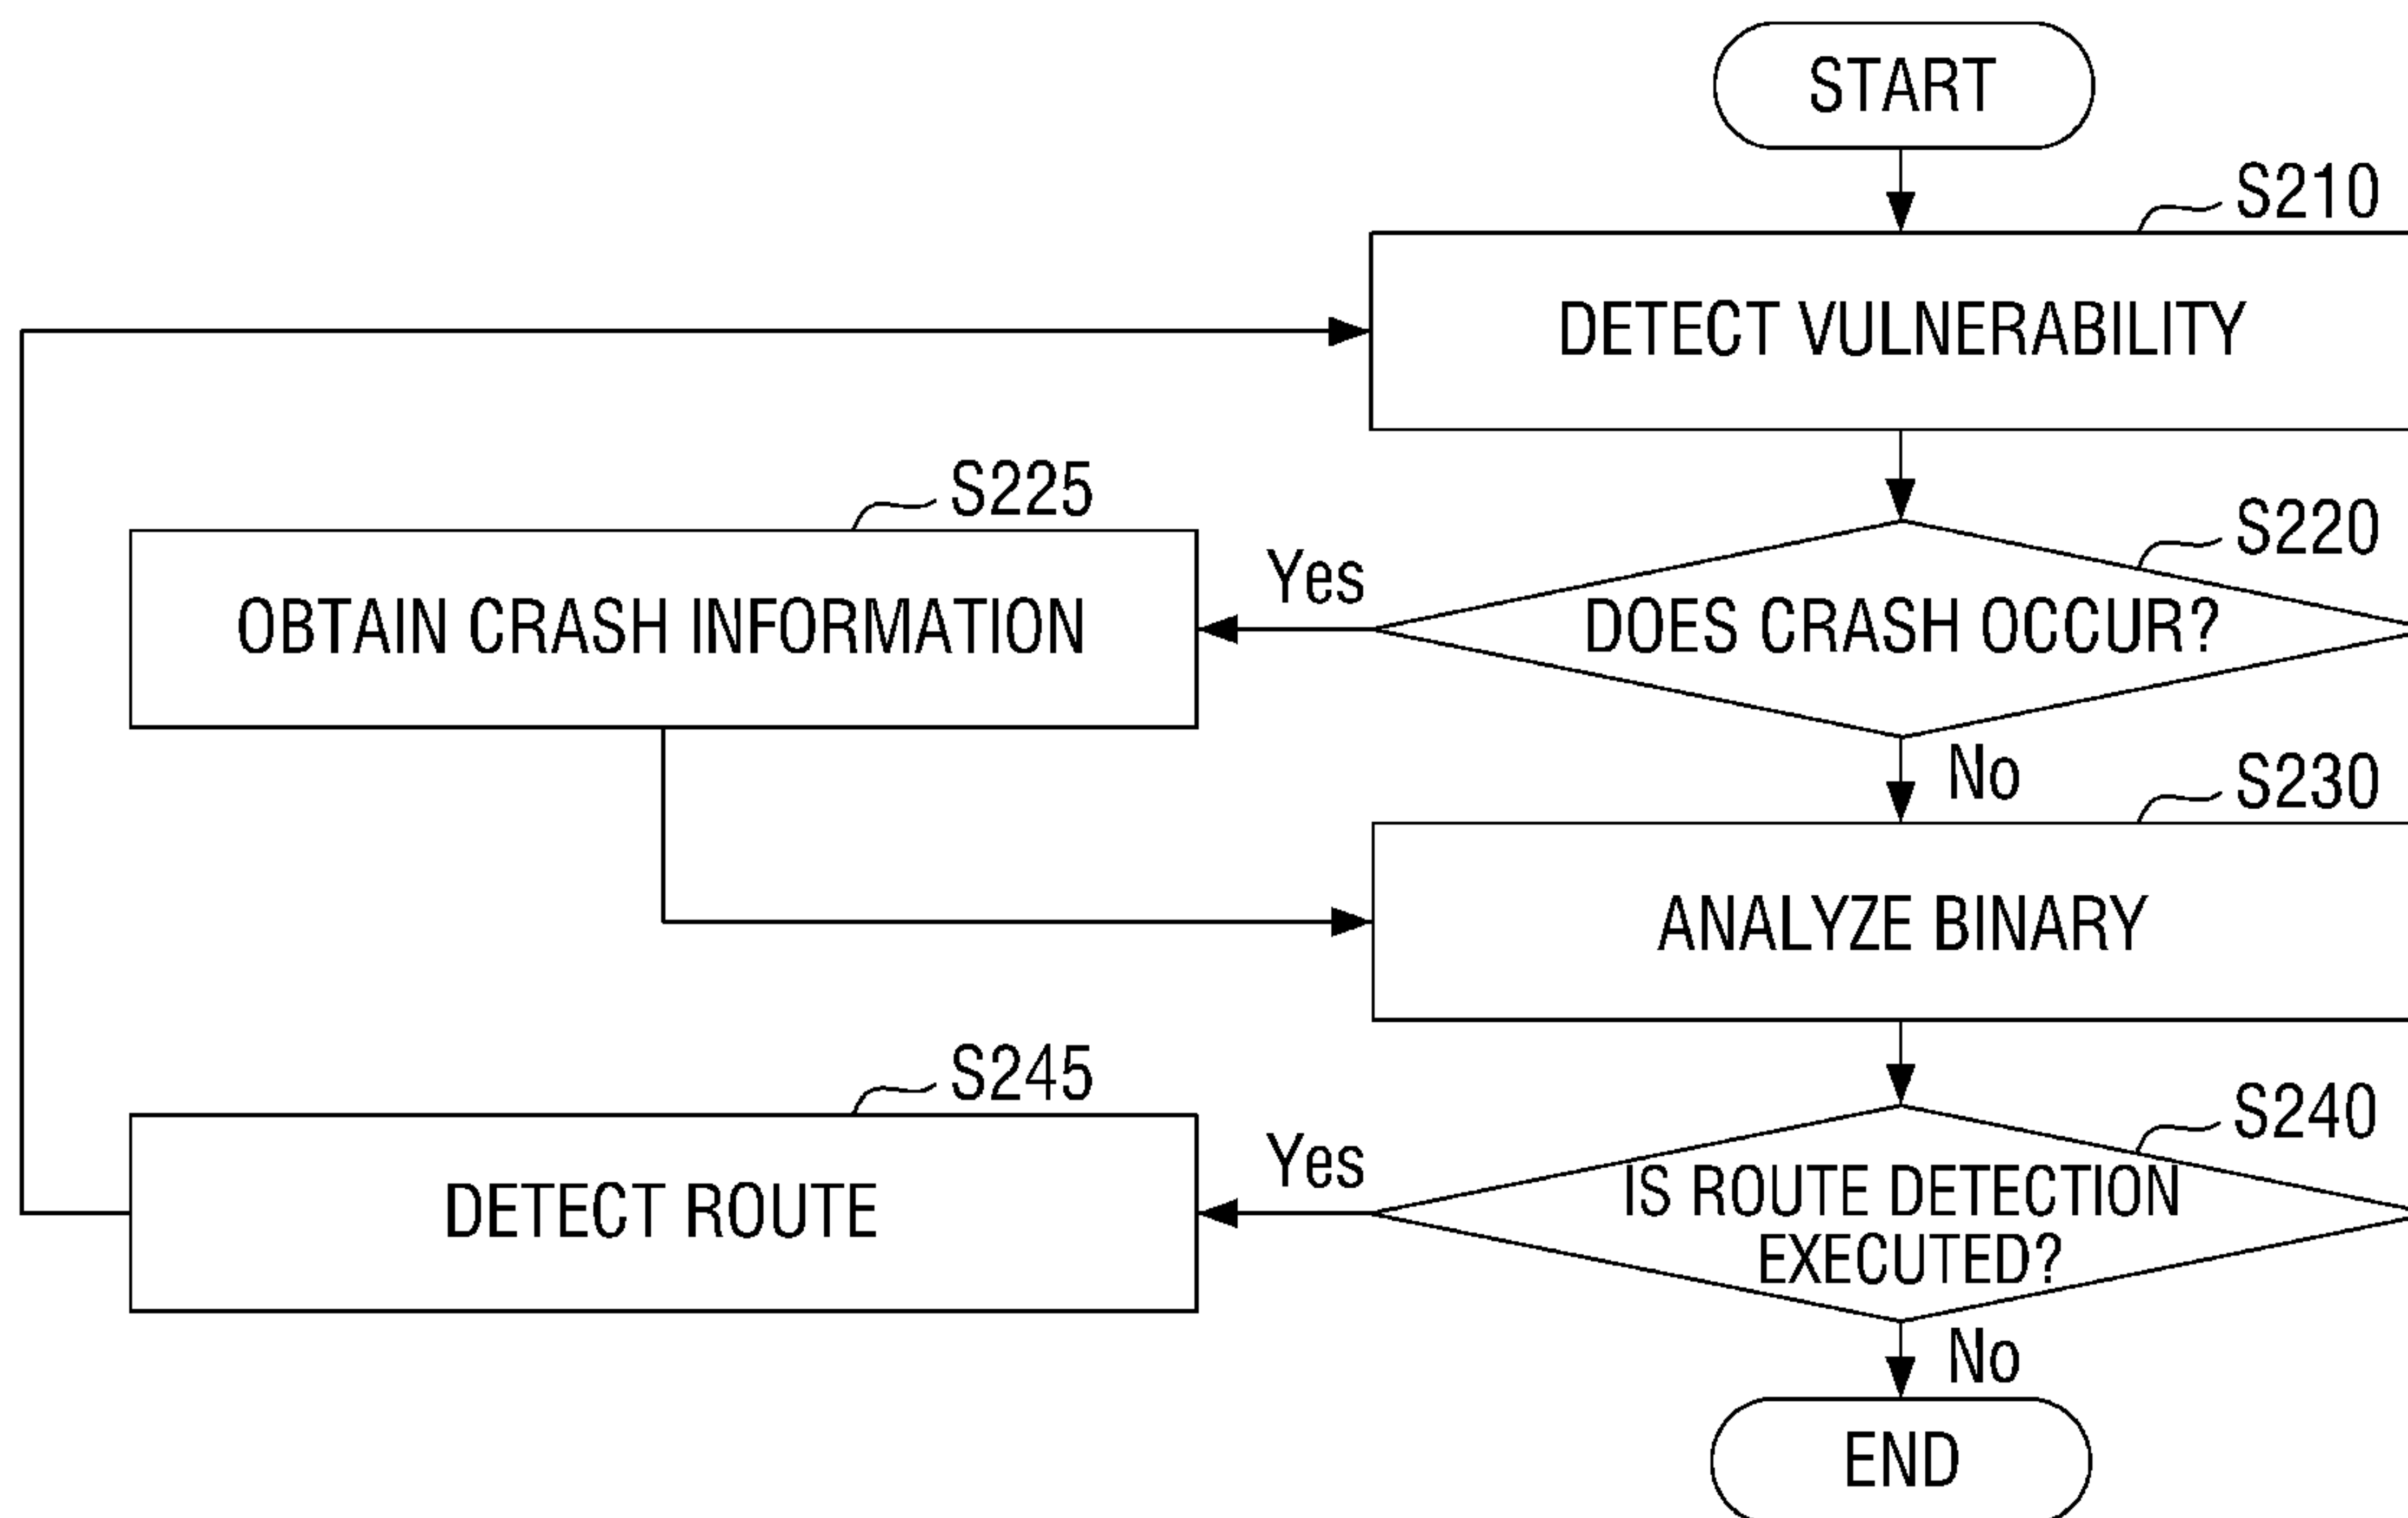 START
S210
DETECT VULNERABILITY
S225
S220
OBTAIN CRASH INFORMATION
Yes
DOES CRASH OCCUR?
No
S230
ANALYZE BINARY
S245
S240
DETECT ROUTE
Yes
IS ROUTE DETECTION
EXECUTED?
No
END